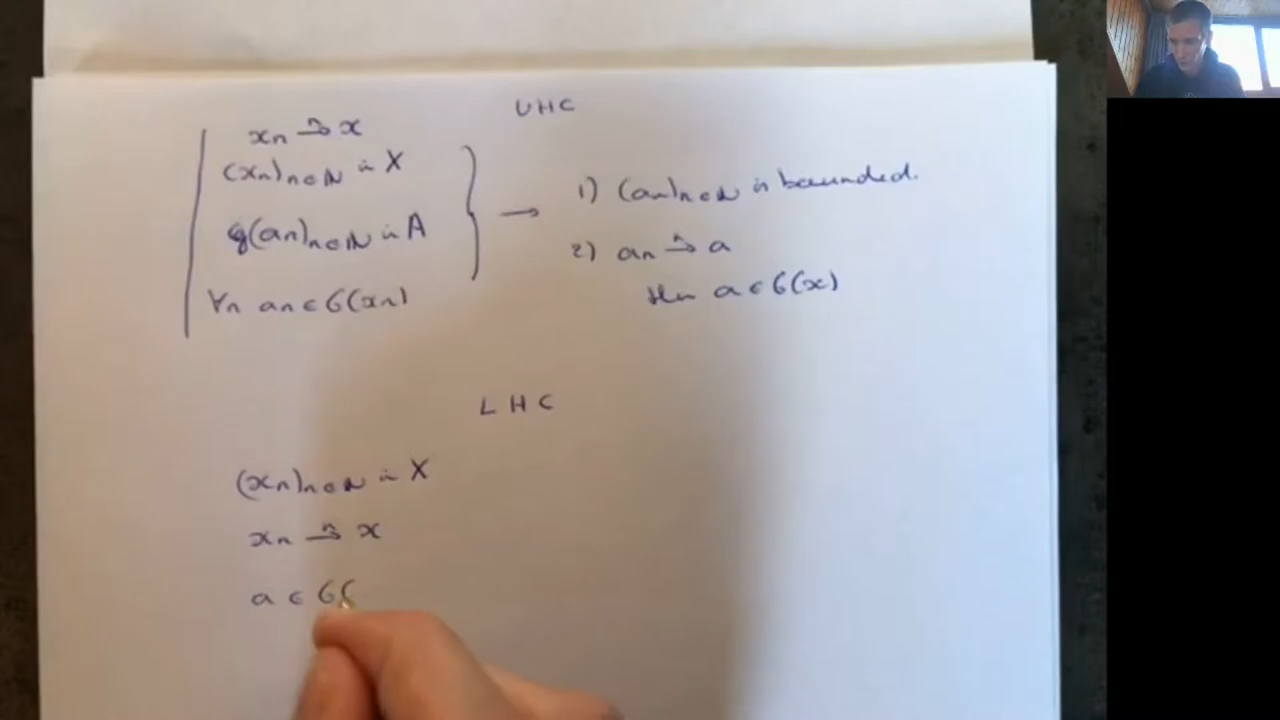 UHC
xₙ →ⁿ x
(xₙ)ₙ∈ℕ in X
(aₙ)ₙ∈ℕ in A
∀n aₙ ∈ G(xₙ)
→
1) (aₙ)ₙ∈ℕ is bounded.
2) aₙ →ⁿ a
then a ∈ G(x)
LHC
(xₙ)ₙ∈ℕ in X
xₙ →ⁿ x
a ∈ G(